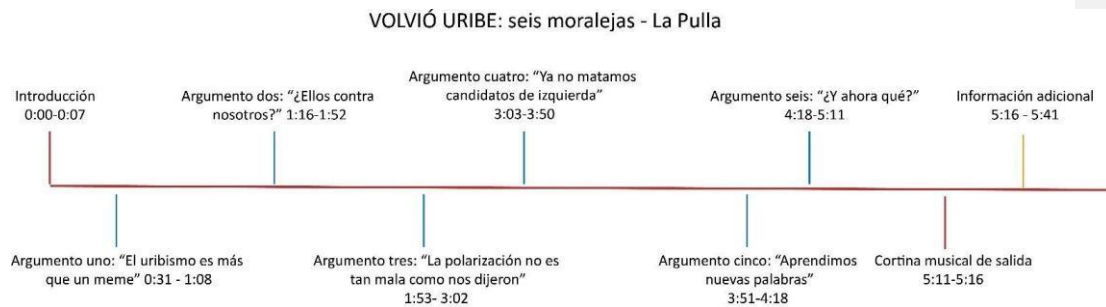 VOLVIÓ URIBE: seis moralejas - La Pulla
Introducción
0:00-0:07
Argumento dos: “¿Ellos contra
nosotros?” 1:16-1:52
Argumento cuatro: “Ya no matamos
candidatos de izquierda”
3:03-3:50
Argumento seis: “¿Y ahora qué?”
4:18-5:11
Información adicional
5:16 - 5:41
Argumento uno: “El uribismo es más
que un meme” 0:31 - 1:08
Argumento tres: “La polarización no es
tan mala como nos dijeron”
1:53- 3:02
Argumento cinco: “Aprendimos
nuevas palabras”
3:51-4:18
Cortina musical de salida
5:11-5:16